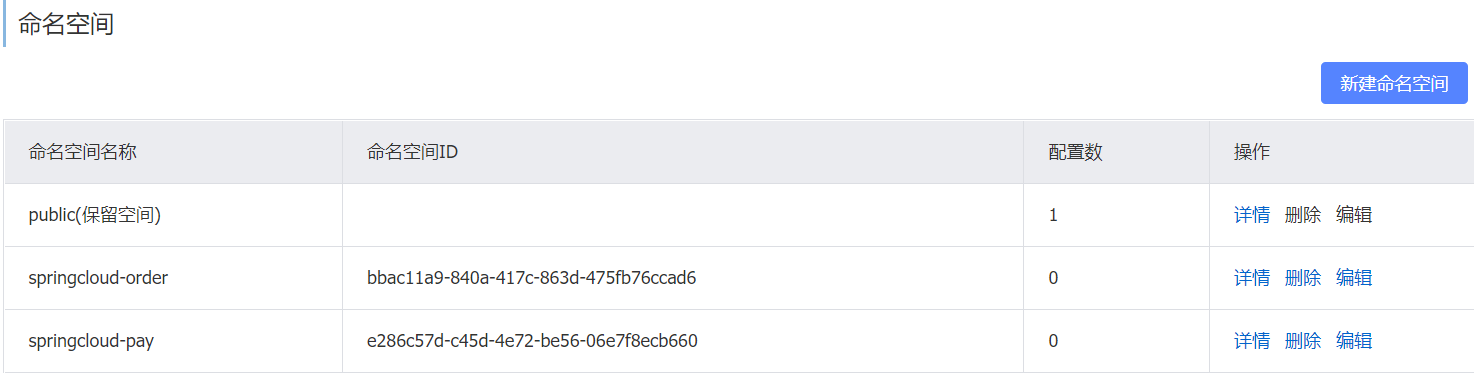 命名空间
新建命名空间
命名空间名称 命名空间ID 配置数 操作
public(保留空间) 1 详情 删除 编辑
springcloud-order bbac11a9-840a-417c-863d-475fb76ccad6 0 详情 删除 编辑
springcloud-pay e286c57d-c45d-4e72-be56-06e7f8ecb660 0 详情 删除 编辑